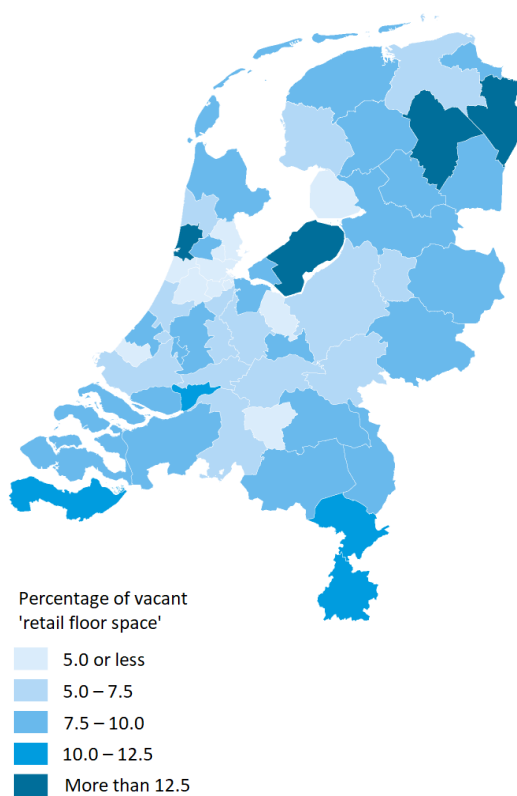 Percentage of vacant
'retail floor space'
5.0 or less
5.0 – 7.5
7.5 – 10.0
10.0 – 12.5
More than 12.5